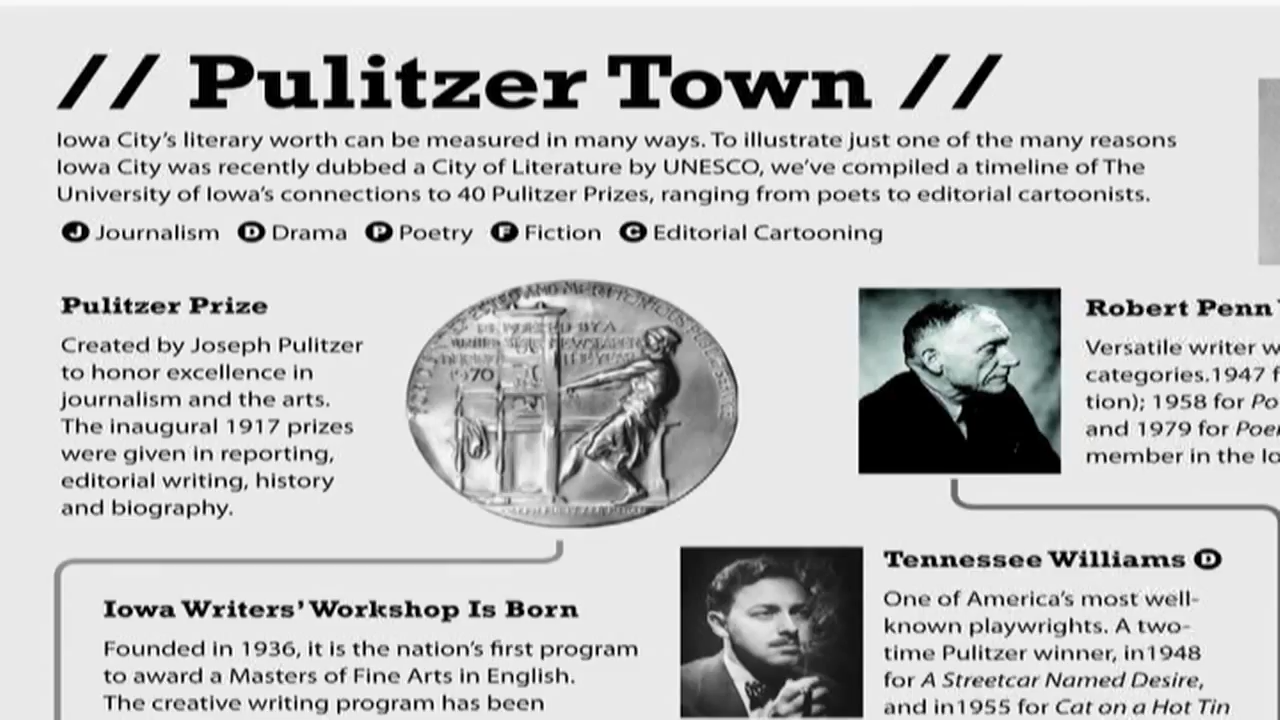 // Pulitzer Town //
Iowa City's literary worth can be measured in many ways. To illustrate just one of the many reasons
Iowa City was recently dubbed a City of Literature by UNESCO, we've compiled a timeline of The
University of Iowa's connections to 40 Pulitzer Prizes, ranging from poets to editorial cartoonists.
J Journalism D Drama P Poetry F Fiction C Editorial Cartooning
Pulitzer Prize
Created by Joseph Pulitzer
to honor excellence in
journalism and the arts.
The inaugural 1917 prizes
were given in reporting,
editorial writing, history
and biography.
1970
Robert Penn
Versatile writer w
categories.1947 f
tion); 1958 for Po
and 1979 for Poe
member in the Io
Iowa Writers' Workshop Is Born
Founded in 1936, it is the nation's first program
to award a Masters of Fine Arts in English.
The creative writing program has been
Tennessee Williams D
One of America's most well-
known playwrights. A two-
time Pulitzer winner, in1948
for A Streetcar Named Desire,
and in1955 for Cat on a Hot Tin